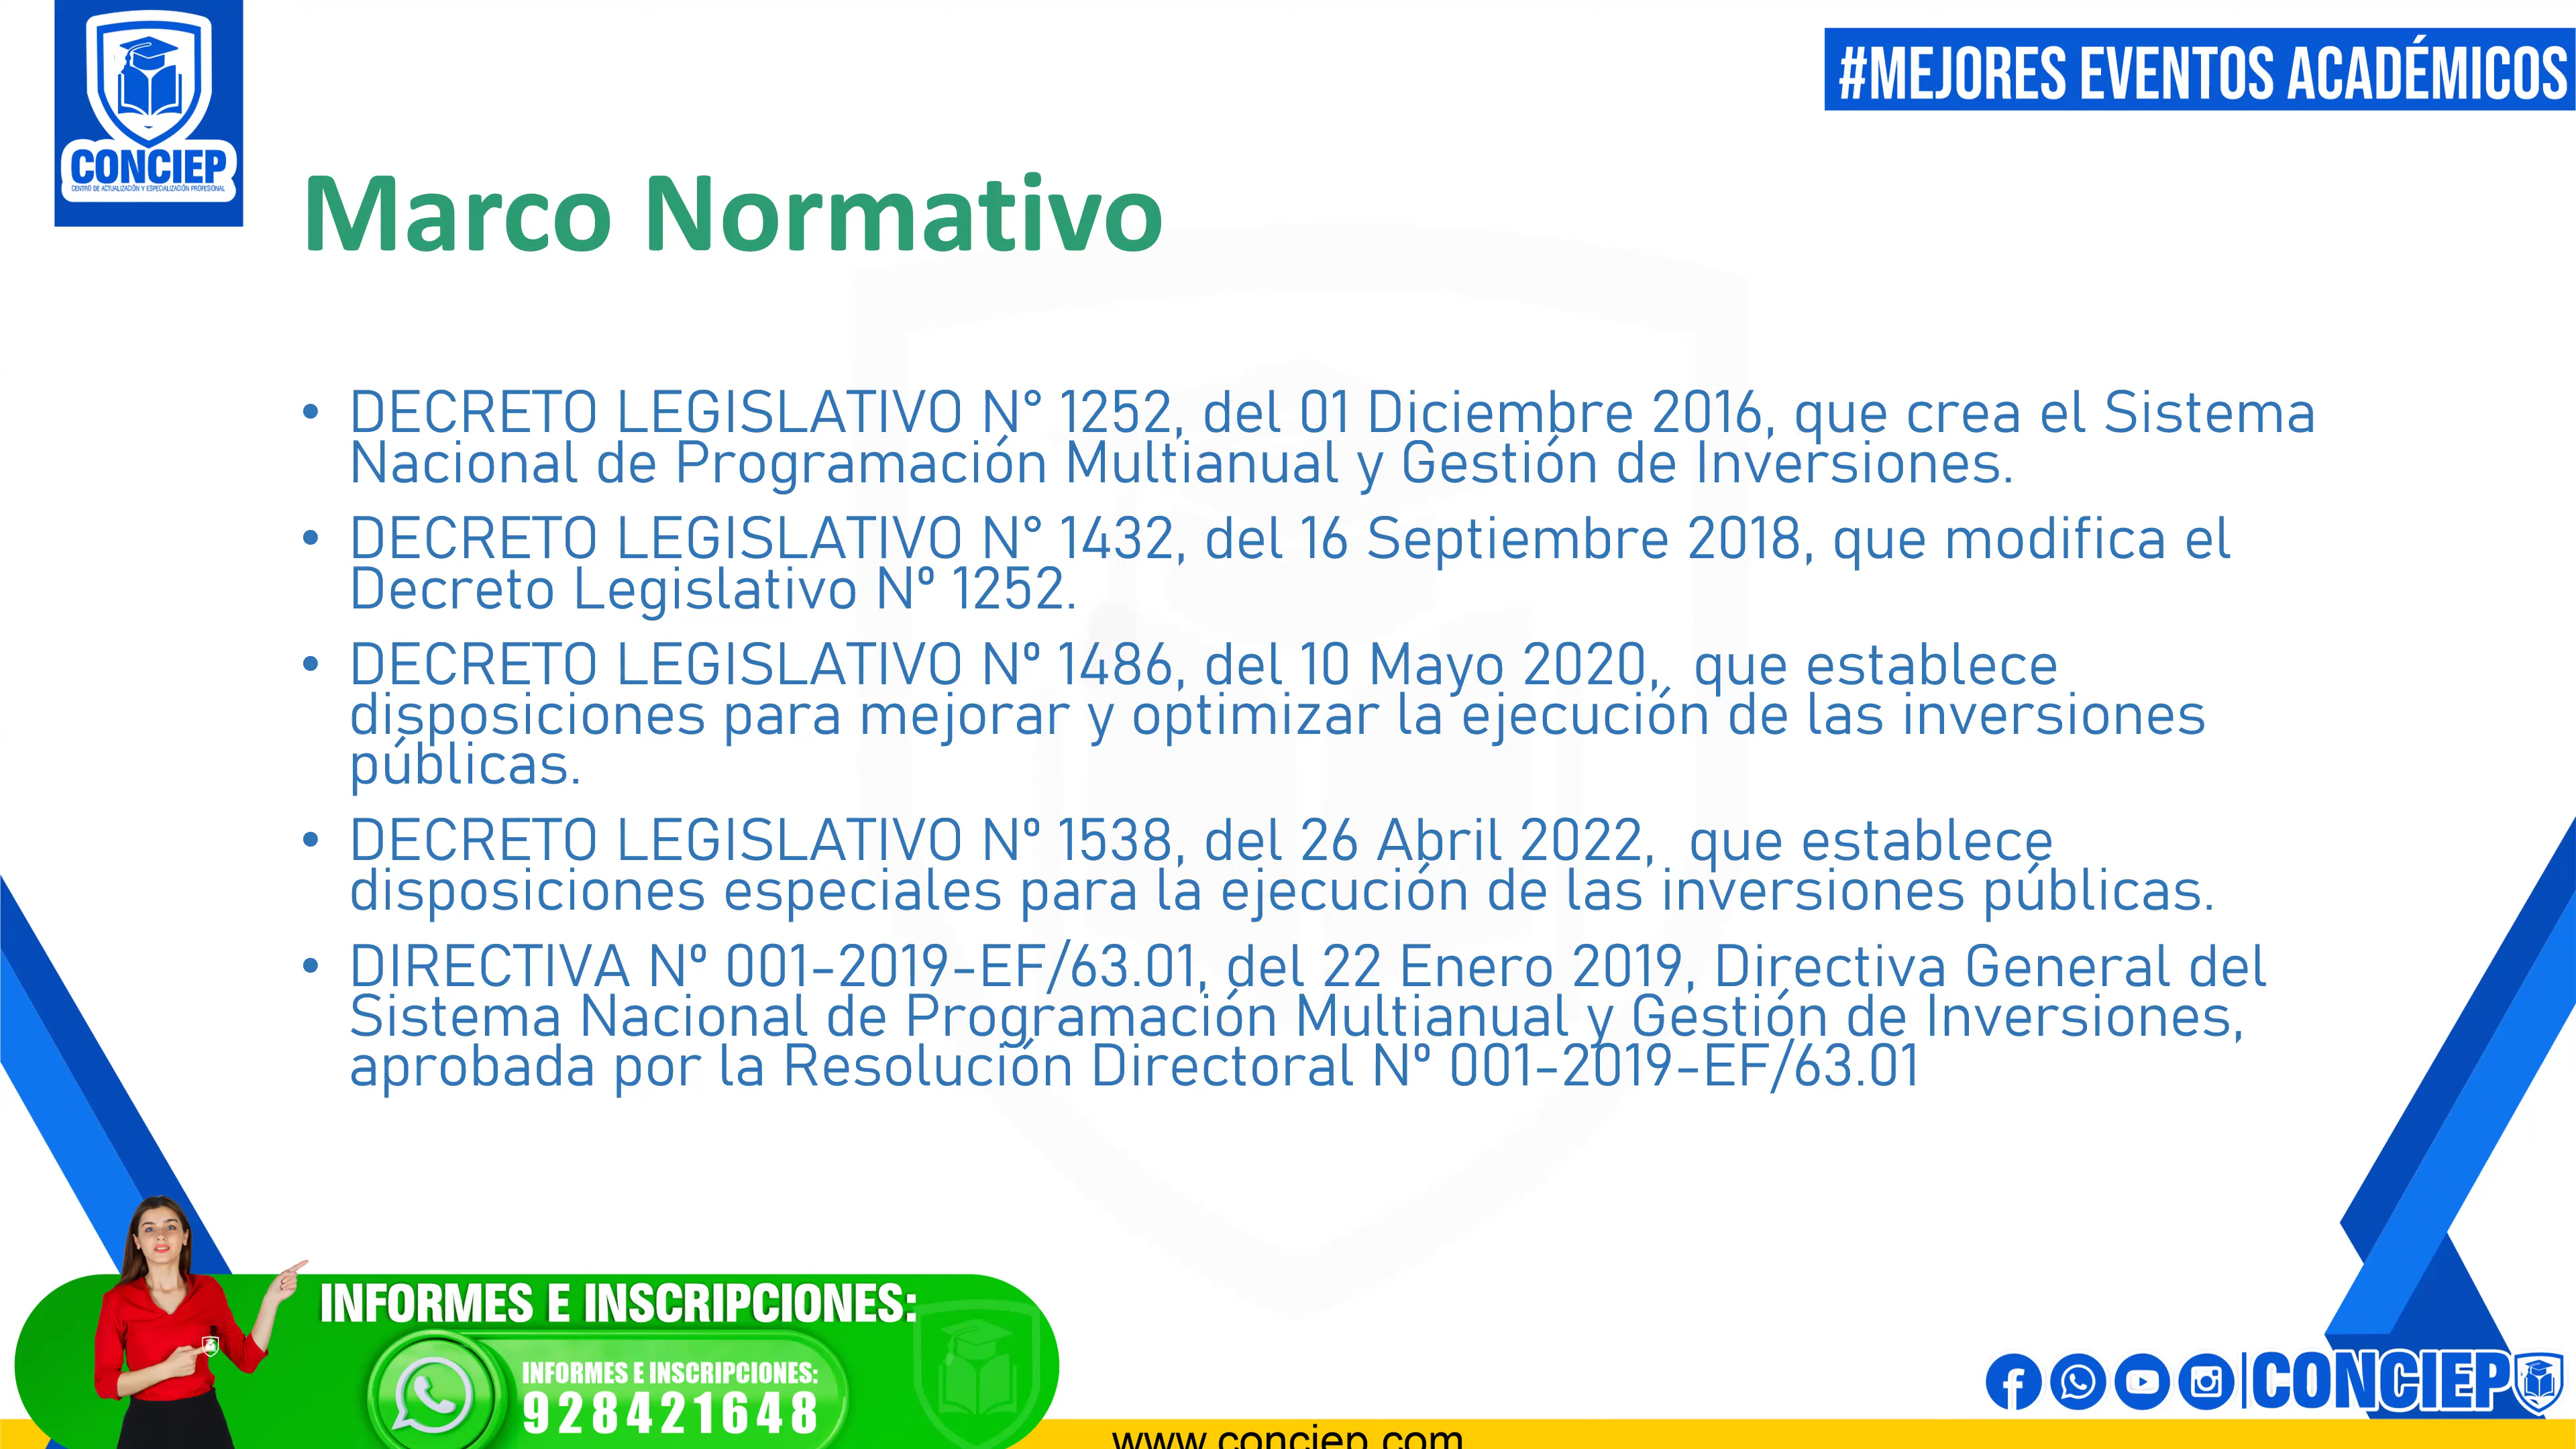 #MEJORES EVENTOS ACADÉMICOS
CONCIEP
CENTRO DE ACTUALIZACIÓN Y ESPECIALIZACIÓN PROFESIONAL
Marco Normativo
• DECRETO LEGISLATIVO N° 1252, del 01 Diciembre 2016, que crea el Sistema
Nacional de Programación Multianual y Gestión de Inversiones.
• DECRETO LEGISLATIVO N° 1432, del 16 Septiembre 2018, que modifica el
Decreto Legislativo Nº 1252.
• DECRETO LEGISLATIVO Nº 1486, del 10 Mayo 2020,  que establece
disposiciones para mejorar y optimizar la ejecución de las inversiones
públicas.
• DECRETO LEGISLATIVO Nº 1538, del 26 Abril 2022,  que establece
disposiciones especiales para la ejecución de las inversiones públicas.
• DIRECTIVA Nº 001-2019-EF/63.01, del 22 Enero 2019, Directiva General del
Sistema Nacional de Programación Multianual y Gestión de Inversiones,
aprobada por la Resolución Directoral Nº 001-2019-EF/63.01
INFORMES E INSCRIPCIONES:
INFORMES E INSCRIPCIONES:
928421648
CONCIEP
www.conciep.com